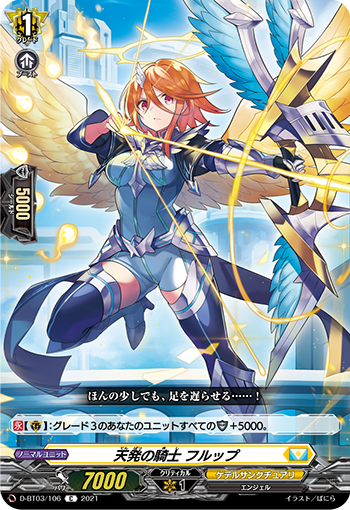 1
グレード
ブースト
5000
シールド
ほんの少しでも、足を遅らせる……！
【永】【(R)】：グレード３のあなたのユニットすべての＋5000。
ノーマルユニット
天発の騎士 フルップ
パワー 7000
クリティカル
1
ケテルサンクチュアリ
エンジェル
D-BT03/106 C 2021
イラスト／ぱにら